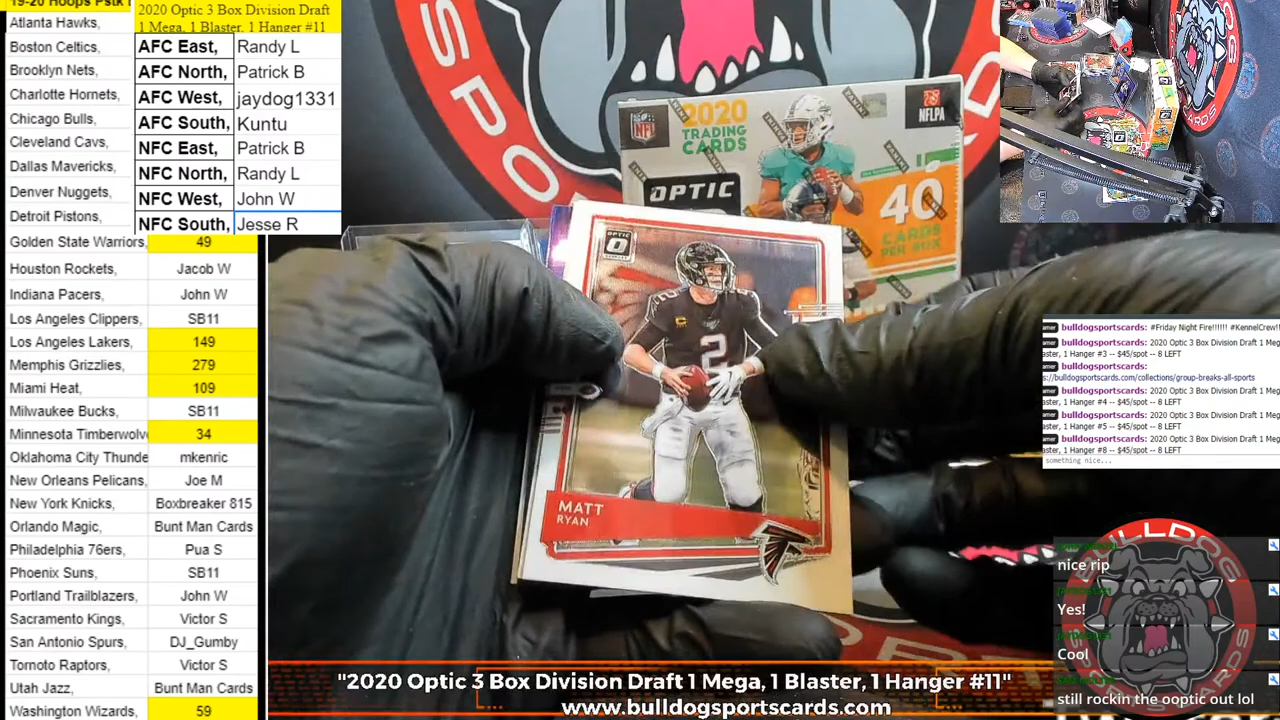 2020 Optic 3 Box Division Draft
1 Mega, 1 Blaster, 1 Hanger #11
AFC East, Randy L
AFC North, Patrick B
AFC West, jaydog1331
AFC South, Kuntu
NFC East, Patrick B
NFC North, Randy L
NFC West, John W
NFC South, Jesse R
Atlanta Hawks,
Boston Celtics,
Brooklyn Nets,
Charlotte Hornets,
Chicago Bulls,
Cleveland Cavs,
Dallas Mavericks,
Denver Nuggets,
Detroit Pistons,
Golden State Warriors, 49
Houston Rockets, Jacob W
Indiana Pacers, John W
Los Angeles Clippers, SB11
Los Angeles Lakers, 149
Memphis Grizzlies, 279
Miami Heat, 109
Milwaukee Bucks, SB11
Minnesota Timberwolv 34
Oklahoma City Thunde mkenric
New Orleans Pelicans, Joe M
New York Knicks, Boxbreaker 815
Orlando Magic, Bunt Man Cards
Philadelphia 76ers, Pua S
Phoenix Suns, SB11
Portland Trailblazers, John W
Sacramento Kings, Victor S
San Antonio Spurs, DJ_Gumby
Tornoto Raptors, Victor S
Utah Jazz, Bunt Man Cards
Washington Wizards, 59
2020
TRADING
CARDS
NFL
NFLPA
OPTIC
40
CARDS
PER BOX
OPTIC
2
MATT
RYAN
bulldogsportscards: #Friday Night Fire!!!!!! #KennelCrew!!
bulldogsportscards: 2020 Optic 3 Box Division Draft 1 Meg
aster, 1 Hanger #3 -- $45/spot -- 8 LEFT
bulldogsportscards:
s://bulldogsportscards.com/collections/group-breaks-all-sports
bulldogsportscards: 2020 Optic 3 Box Division Draft 1 Meg
aster, 1 Hanger #4 -- $45/spot -- 8 LEFT
bulldogsportscards: 2020 Optic 3 Box Division Draft 1 Meg
aster, 1 Hanger #5 -- $45/spot -- 8 LEFT
bulldogsportscards: 2020 Optic 3 Box Division Draft 1 Meg
aster, 1 Hanger #8 -- $45/spot -- 8 LEFT
something nice...
nice rip
Yes!
Cool
still rockin the ooptic out lol
BULLDOG
"2020 Optic 3 Box Division Draft 1 Mega, 1 Blaster, 1 Hanger #11"
www.bulldogsportscards.com